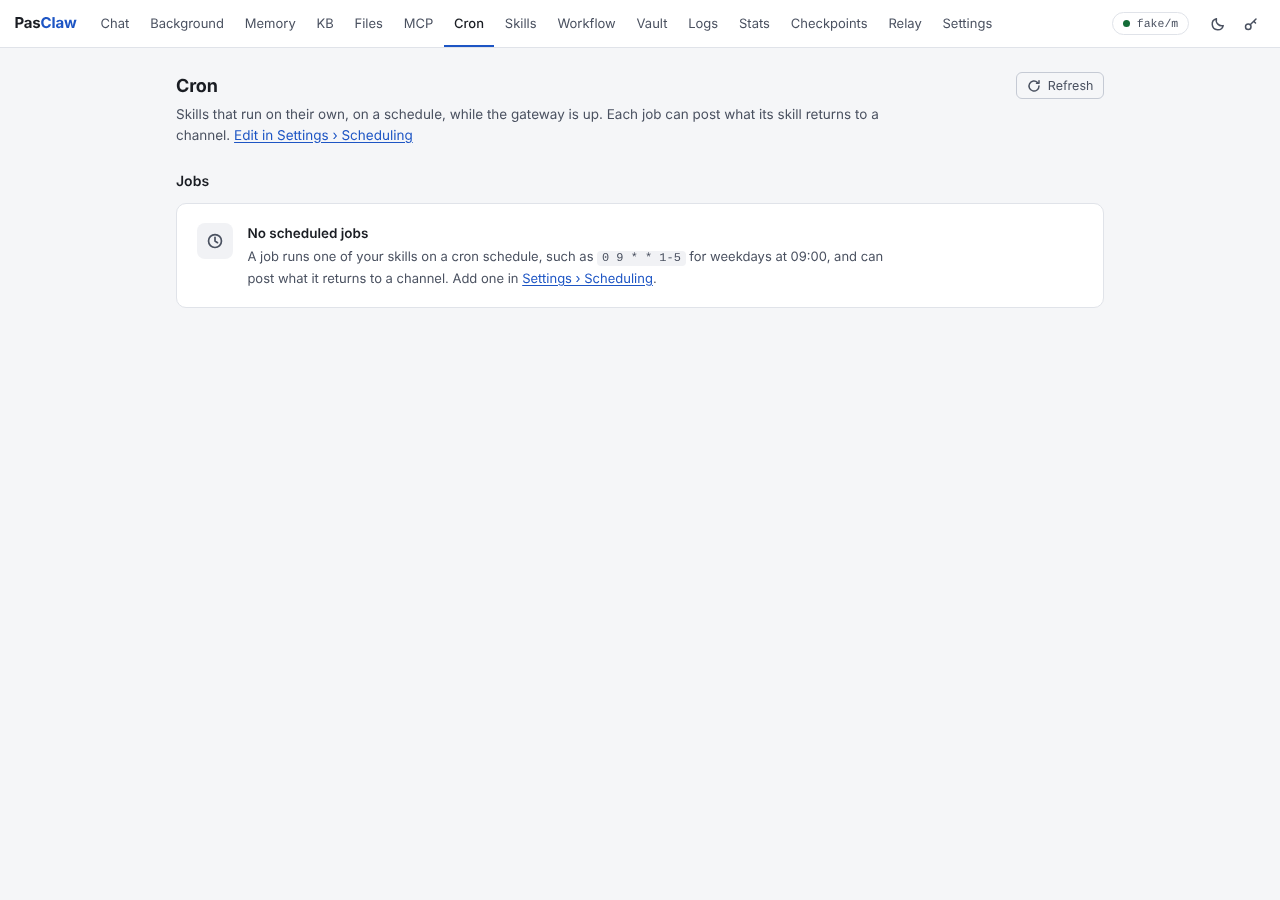 PasClaw Chat Background Memory KB Files MCP Cron Skills Workflow Vault Logs Stats Checkpoints Relay Settings fake/m
Cron
Refresh
Skills that run on their own, on a schedule, while the gateway is up. Each job can post what its skill returns to a
channel. Edit in Settings › Scheduling
Jobs
No scheduled jobs
A job runs one of your skills on a cron schedule, such as 0 9 * * 1-5 for weekdays at 09:00, and can
post what it returns to a channel. Add one in Settings › Scheduling.